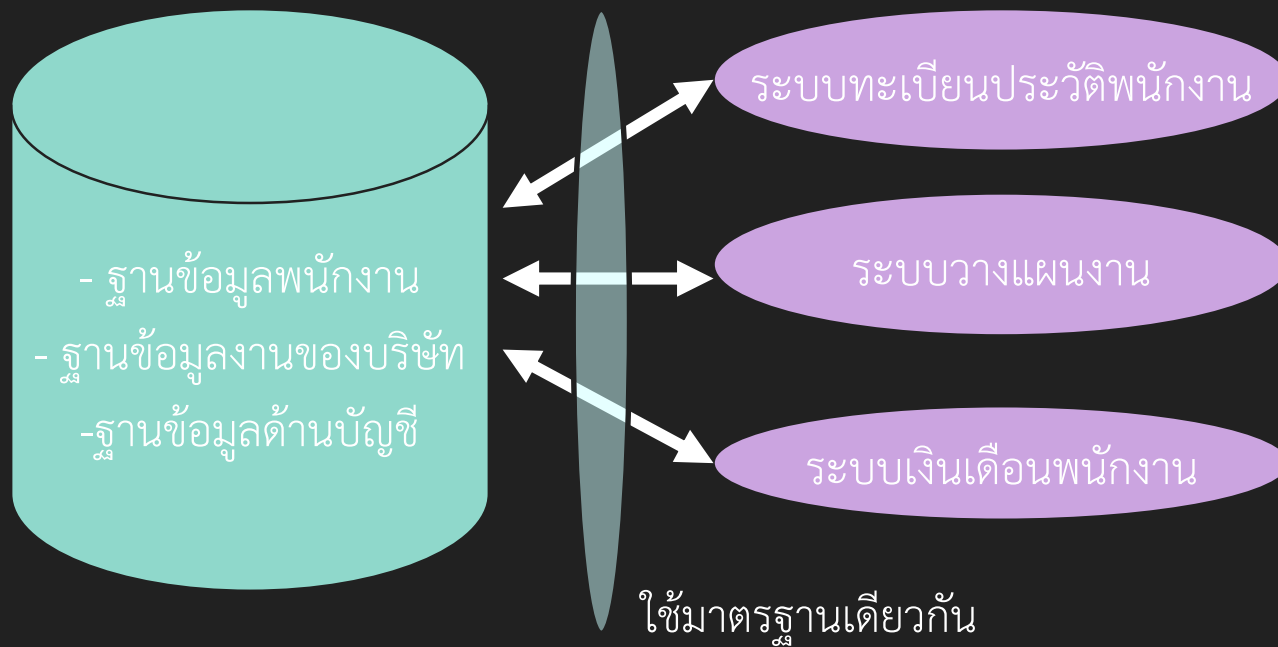 - ฐานข้อมูลพนักงาน
- ฐานข้อมูลงานของบริษัท
-ฐานข้อมูลด้านบัญชี
ระบบทะเบียนประวัติพนักงาน
ระบบวางแผนงาน
ระบบเงินเดือนพนักงาน
ใช้มาตรฐานเดียวกัน